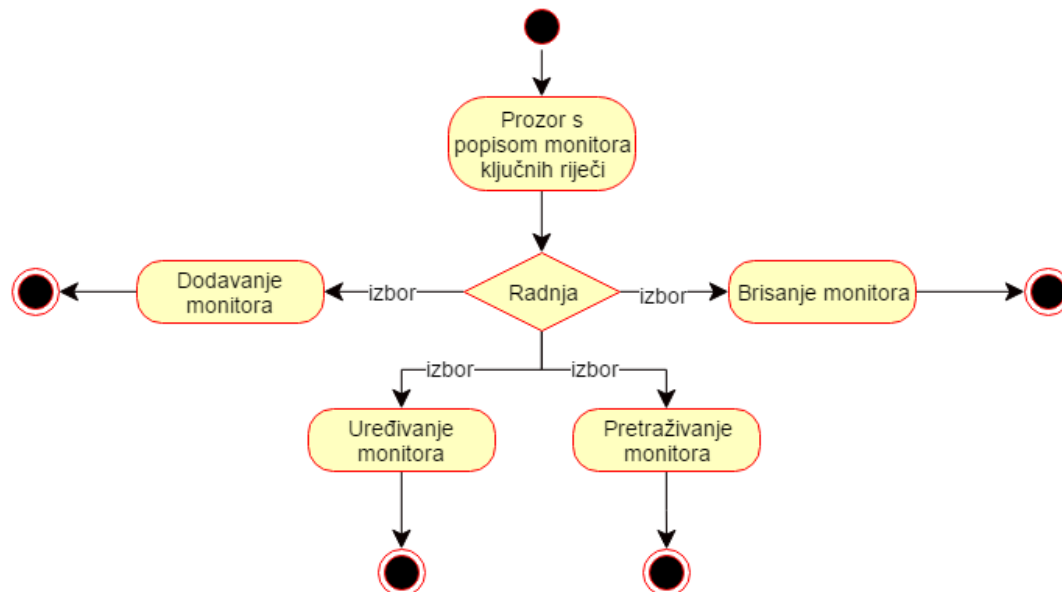 Prozor s
popisom monitora
ključnih riječi
Dodavanje
monitora
izbor
Radnja
izbor
Brisanje monitora
izbor
izbor
Uređivanje
monitora
Pretraživanje
monitora